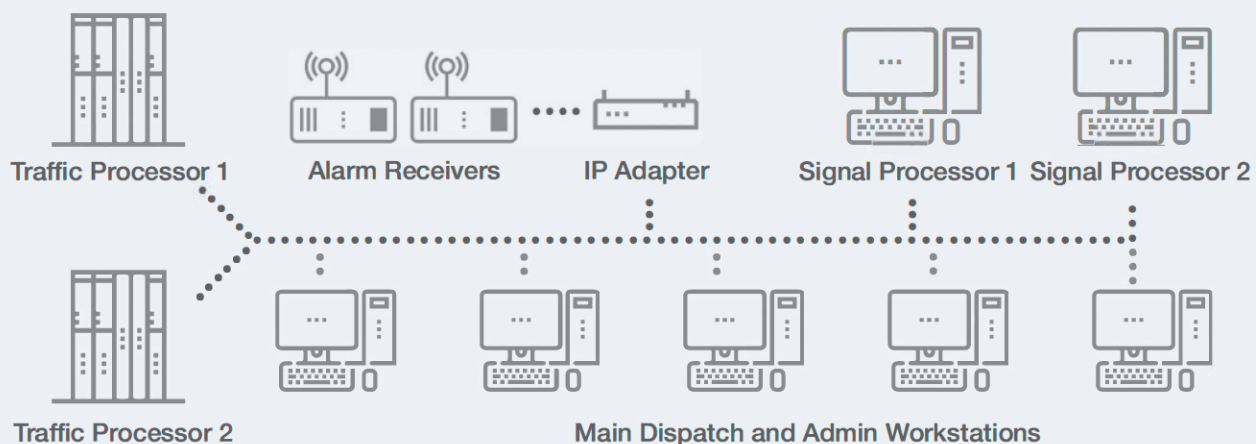 Traffic Processor 1
Alarm Receivers
IP Adapter
Signal Processor 1
Signal Processor 2
Traffic Processor 2
Main Dispatch and Admin Workstations